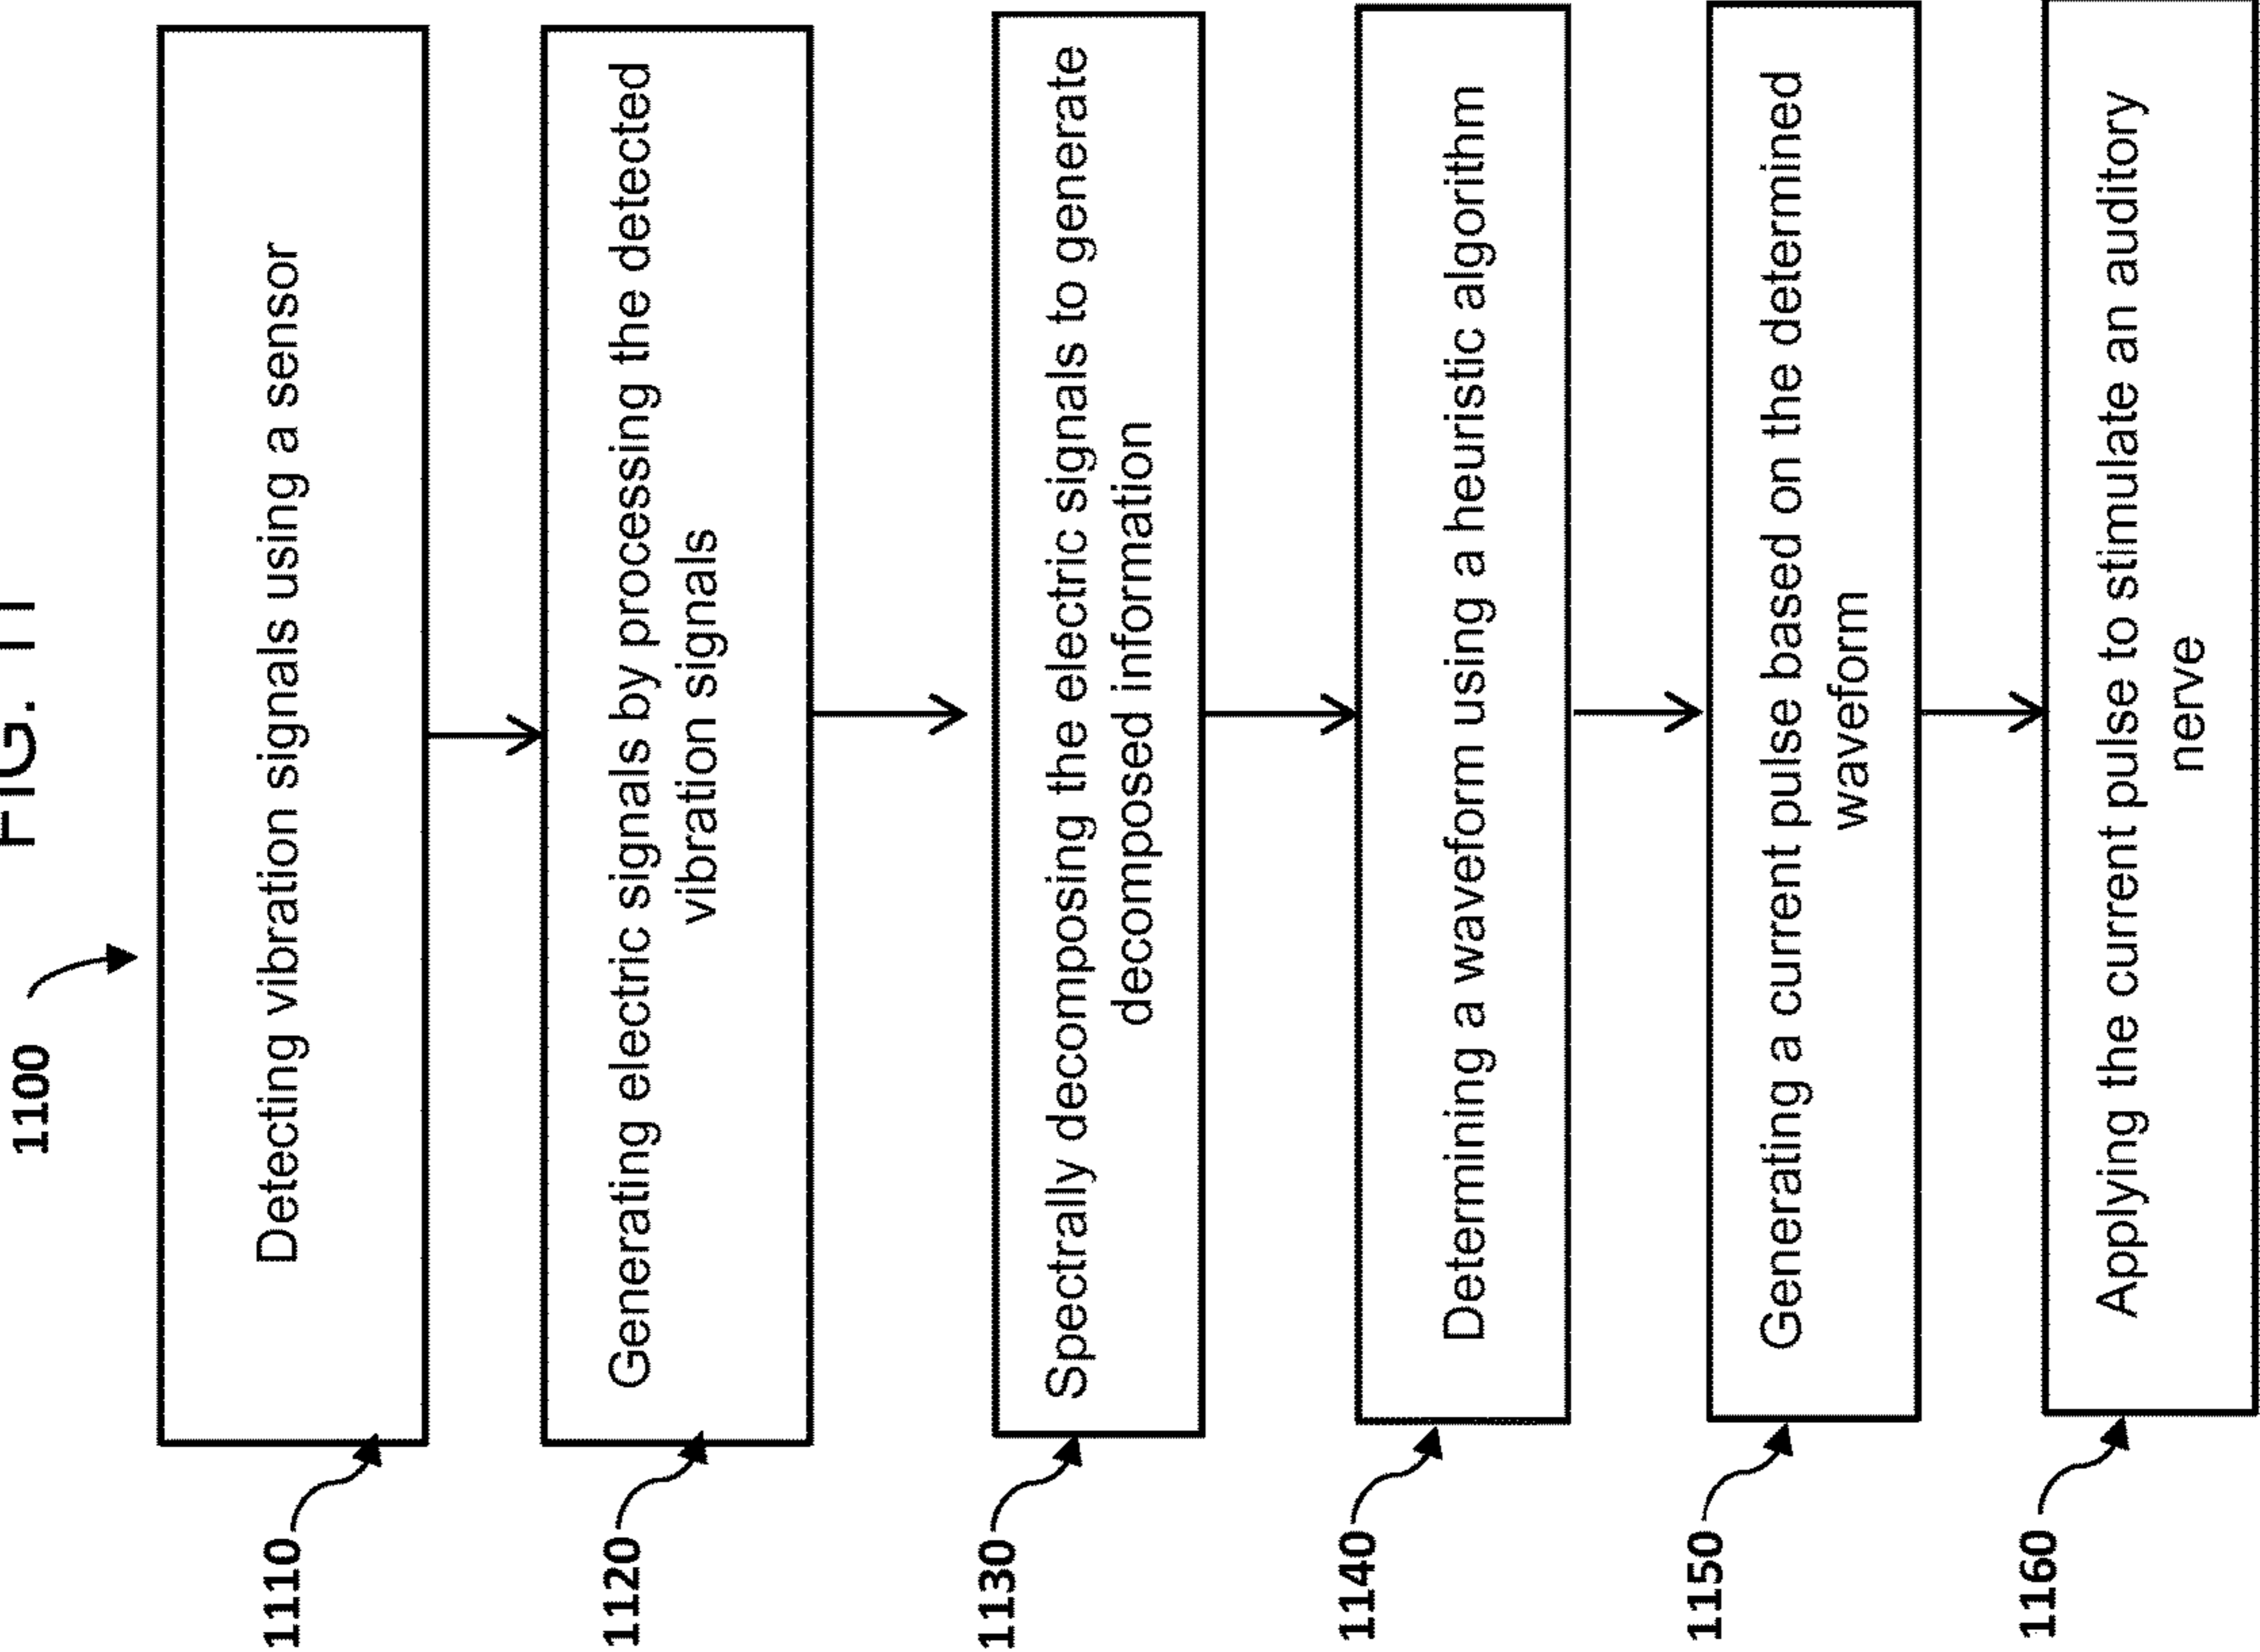 FIG. 11
1100
1110
Detecting vibration signals using a sensor
1120
Generating electric signals by processing the detected
vibration signals
1130
Spectrally decomposing the electric signals to generate
decomposed information
1140
Determining a waveform using a heuristic algorithm
1150
Generating a current pulse based on the determined
waveform
1160
Applying the current pulse to stimulate an auditory
nerve